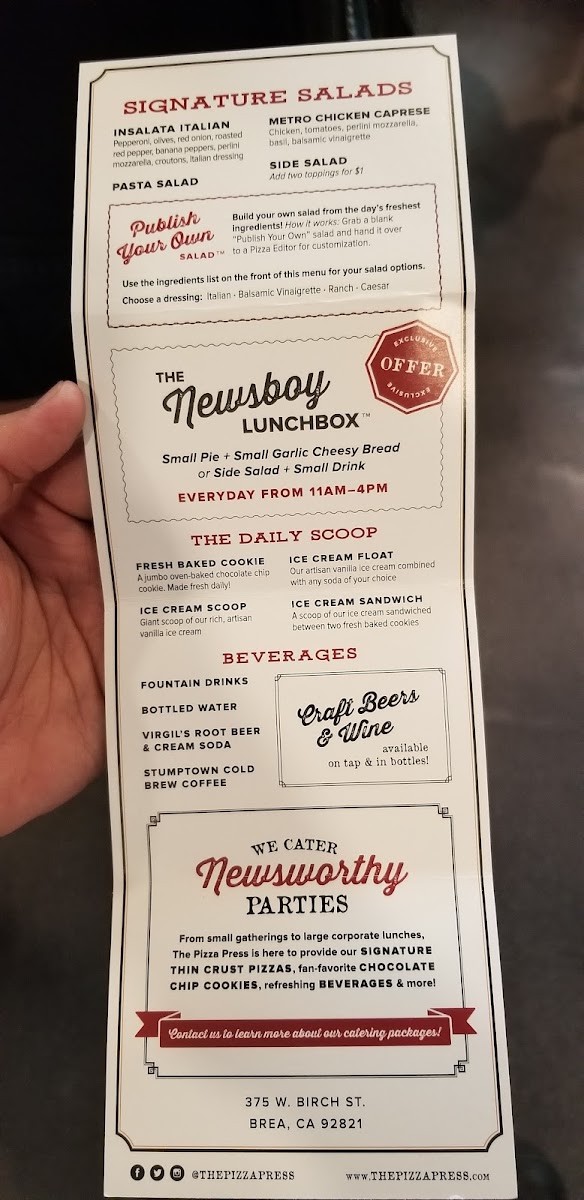 SIGNATURE SALADS
INSALATA ITALIAN
Pepperoni, olives, red onion, roasted
red pepper, banana peppers, perlini
mozzarella, croutons, Italian dressing
PASTA SALAD
METRO CHICKEN CAPRESE
Chicken, tomatoes, perlini mozzarella,
basil, balsamic vinaigrette
SIDE SALAD
Add two toppings for $1
Publish
Your Own
SALAD™
Build your own salad from the day's freshest
ingredients! How it works: Grab a blank
"Publish Your Own" salad and hand it over
to a Pizza Editor for customization.
Use the ingredients list on the front of this menu for your salad options.
Choose a dressing: Italian · Balsamic Vinaigrette · Ranch · Caesar
EXCLUSIVE
OFFER
EXCLUSIVE
THE
Newsboy
LUNCHBOX™
Small Pie + Small Garlic Cheesy Bread
or Side Salad + Small Drink
EVERYDAY FROM 11AM–4PM
THE DAILY SCOOP
FRESH BAKED COOKIE
A jumbo oven-baked chocolate chip
cookie. Made fresh daily!
ICE CREAM SCOOP
Giant scoop of our rich, artisan
vanilla ice cream
ICE CREAM FLOAT
Our artisan vanilla ice cream combined
with any soda of your choice
ICE CREAM SANDWICH
A scoop of our ice cream sandwiched
between two fresh baked cookies
BEVERAGES
FOUNTAIN DRINKS
BOTTLED WATER
VIRGIL'S ROOT BEER
& CREAM SODA
STUMPTOWN COLD
BREW COFFEE
Craft Beers
& Wine
available
on tap & in bottles!
WE CATER
Newsworthy
PARTIES
From small gatherings to large corporate lunches,
The Pizza Press is here to provide our SIGNATURE
THIN CRUST PIZZAS, fan-favorite CHOCOLATE
CHIP COOKIES, refreshing BEVERAGES & more!
Contact us to learn more about our catering packages!
375 W. BIRCH ST.
BREA, CA 92821
@THEPIZZAPRESS
WWW.THEPIZZAPRESS.COM